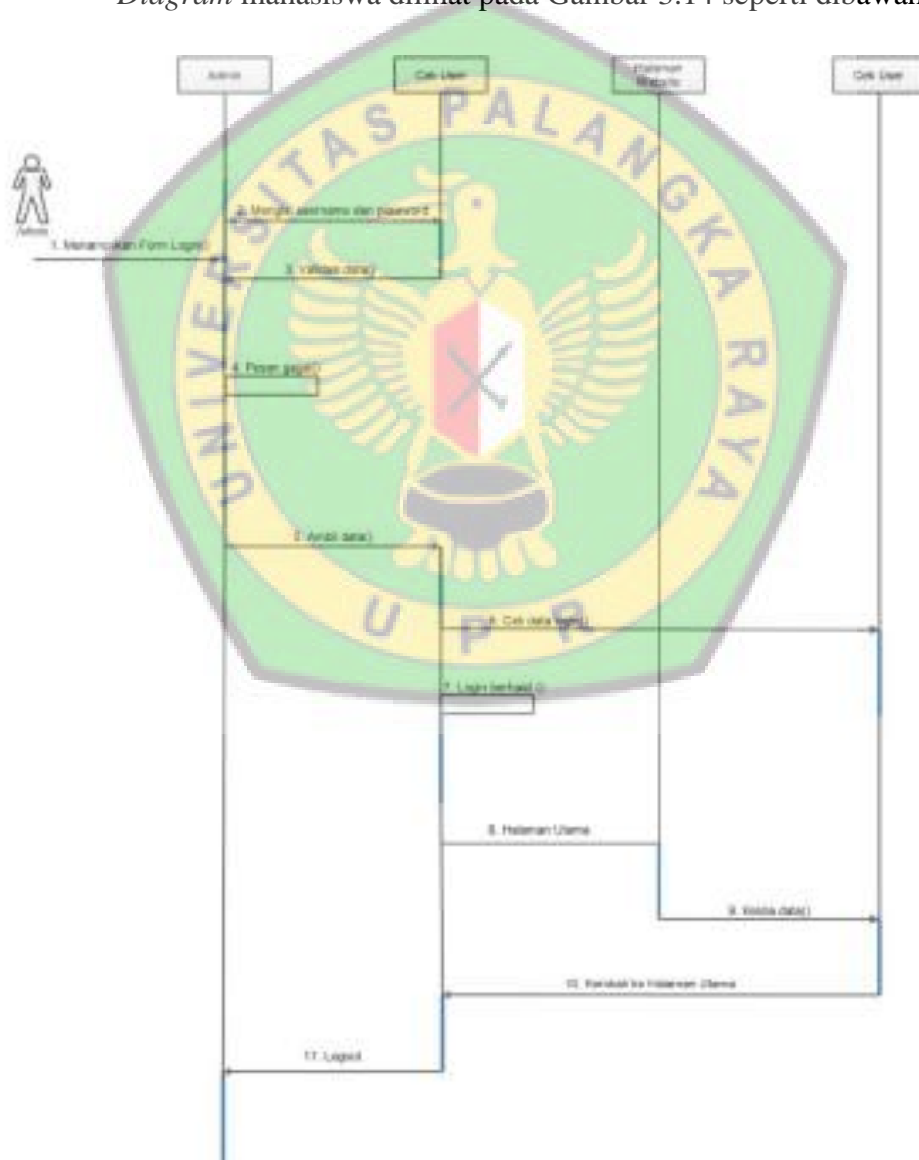 Diagram mahasiswa dilihat pada Gambar 3.14 seperti dibawah
Admin
Cek User
Halaman
Website
Cek User
UNIVERSITAS PALANGKA RAYA
2. Mengisi username dan password
Admin
1. Menampilkan Form Login()
3. Validasi data()
4. Pesan gagal()
5. Ambil data()
6. Cek data
UPR
7. Login berhasil ()
8. Halaman Utama
9. Kelola data()
10. Kembali ke Halaman Utama
11. Logout